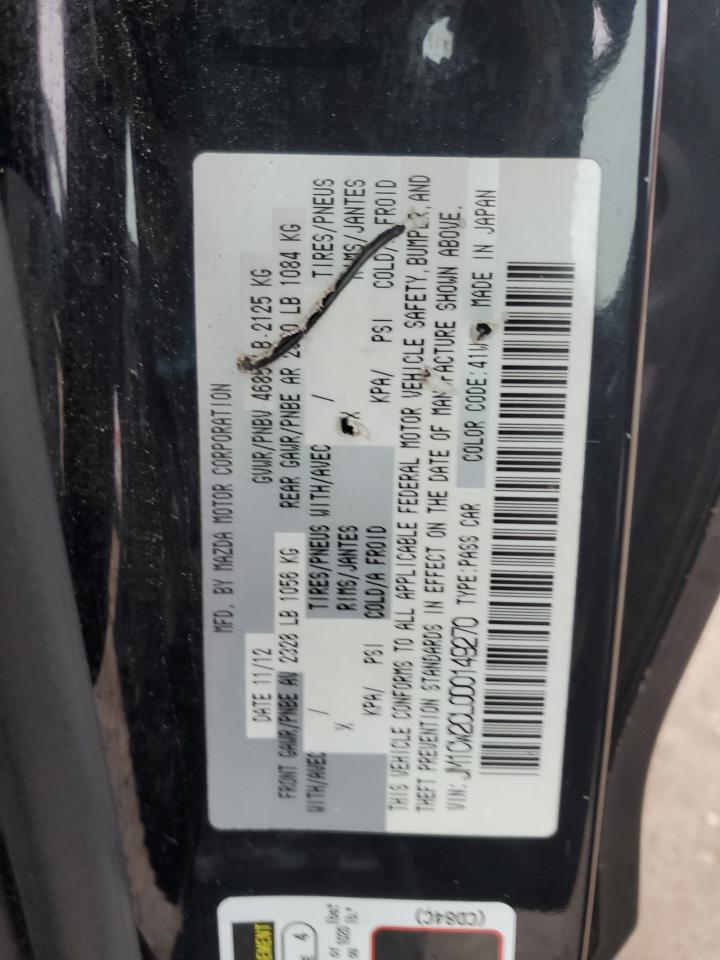 MFD. BY MAZDA MOTOR CORPORATION
DATE 11/12
GVWR/PNBV LB 2125 KG
FRONT GAWR/PNBE AV 2328 LB 1056 KG
REAR GAWR/PNBE AR LB 1084 KG
WITH/AVEC / TIRES/PNEUS WITH/AVEC / TIRES/PNEUS
X RIMS/JANTES X RIMS/JANTES
KPA/ PSI COLD/A FROID KPA/ PSI COLD/A FROID
THIS VEHICLE CONFORMS TO ALL APPLICABLE FEDERAL MOTOR VEHICLE SAFETY, BUMPER, AND
THEFT PREVENTION STANDARDS IN EFFECT ON THE DATE OF MANUFACTURE SHOWN ABOVE.
VIN: JM1CW2CL0D0149270 TYPE:PASS CAR COLOR CODE:41W MADE IN JAPAN
(CD84C)
4